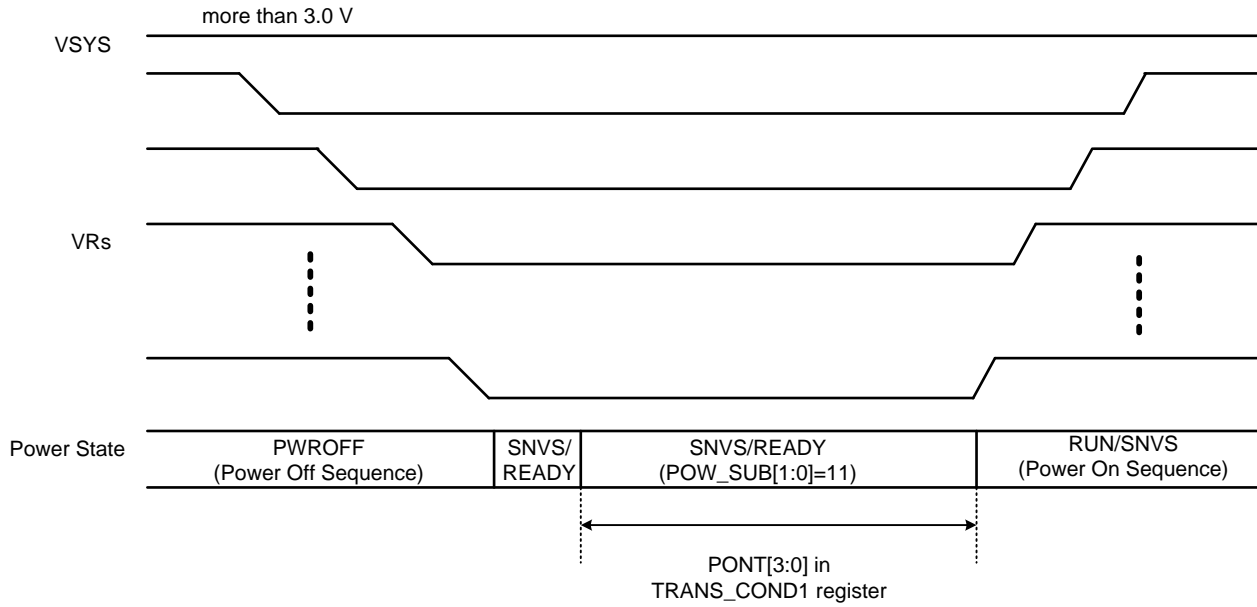 more than 3.0 V
VSYS
VRs
Power State
PWROFF
(Power Off Sequence)
SNVS/
READY
SNVS/READY
(POW_SUB[1:0]=11)
RUN/SNVS
(Power On Sequence)
PONT[3:0] in
TRANS_COND1 register